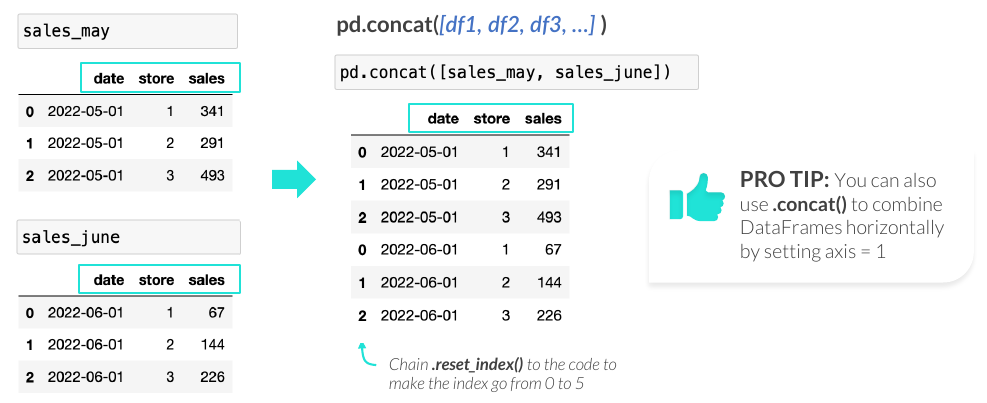 sales_may
date store sales
0 2022-05-01 1 341
1 2022-05-01 2 291
2 2022-05-01 3 493
sales_june
date store sales
0 2022-06-01 1 67
1 2022-06-01 2 144
2 2022-06-01 3 226
pd.concat([df1, df2, df3, …] )
pd.concat([sales_may, sales_june])
date store sales
0 2022-05-01 1 341
1 2022-05-01 2 291
2 2022-05-01 3 493
0 2022-06-01 1 67
1 2022-06-01 2 144
2 2022-06-01 3 226
Chain .reset_index() to the code to
make the index go from 0 to 5
PRO TIP: You can also
use .concat() to combine
DataFrames horizontally
by setting axis = 1